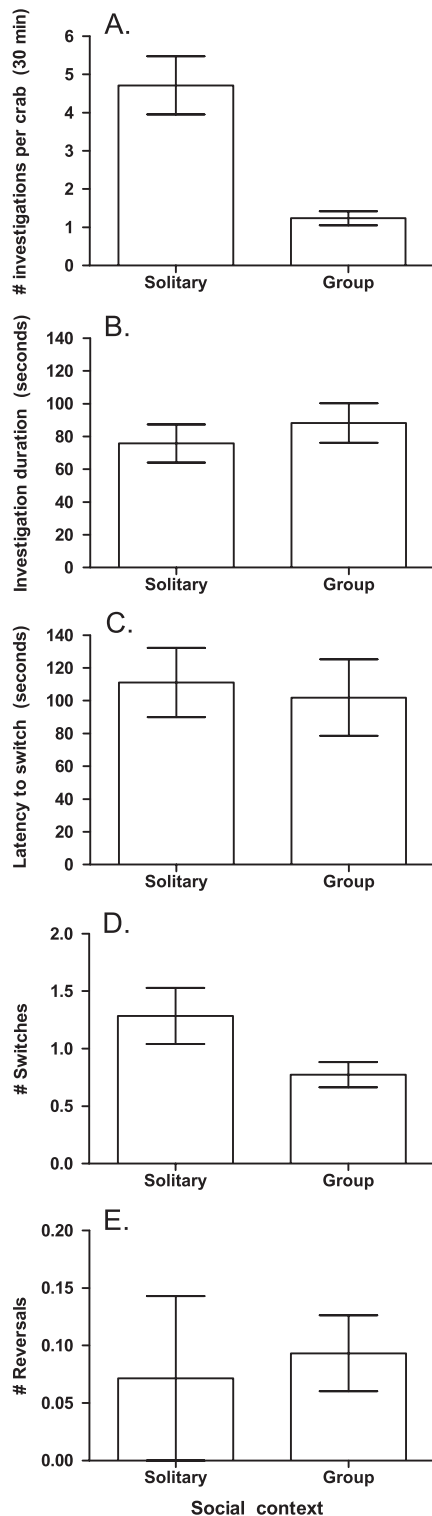 A.
# investigations per crab (30 min)
6
5
4
3
2
1
0
Solitary Group
B.
Investigation duration (seconds)
140
120
100
80
60
40
20
0
Solitary Group
C.
Latency to switch (seconds)
140
120
100
80
60
40
20
0
Solitary Group
D.
# Switches
2.0
1.5
1.0
0.5
0.0
Solitary Group
E.
# Reversals
0.20
0.15
0.10
0.05
0.00
Solitary Group
Social context